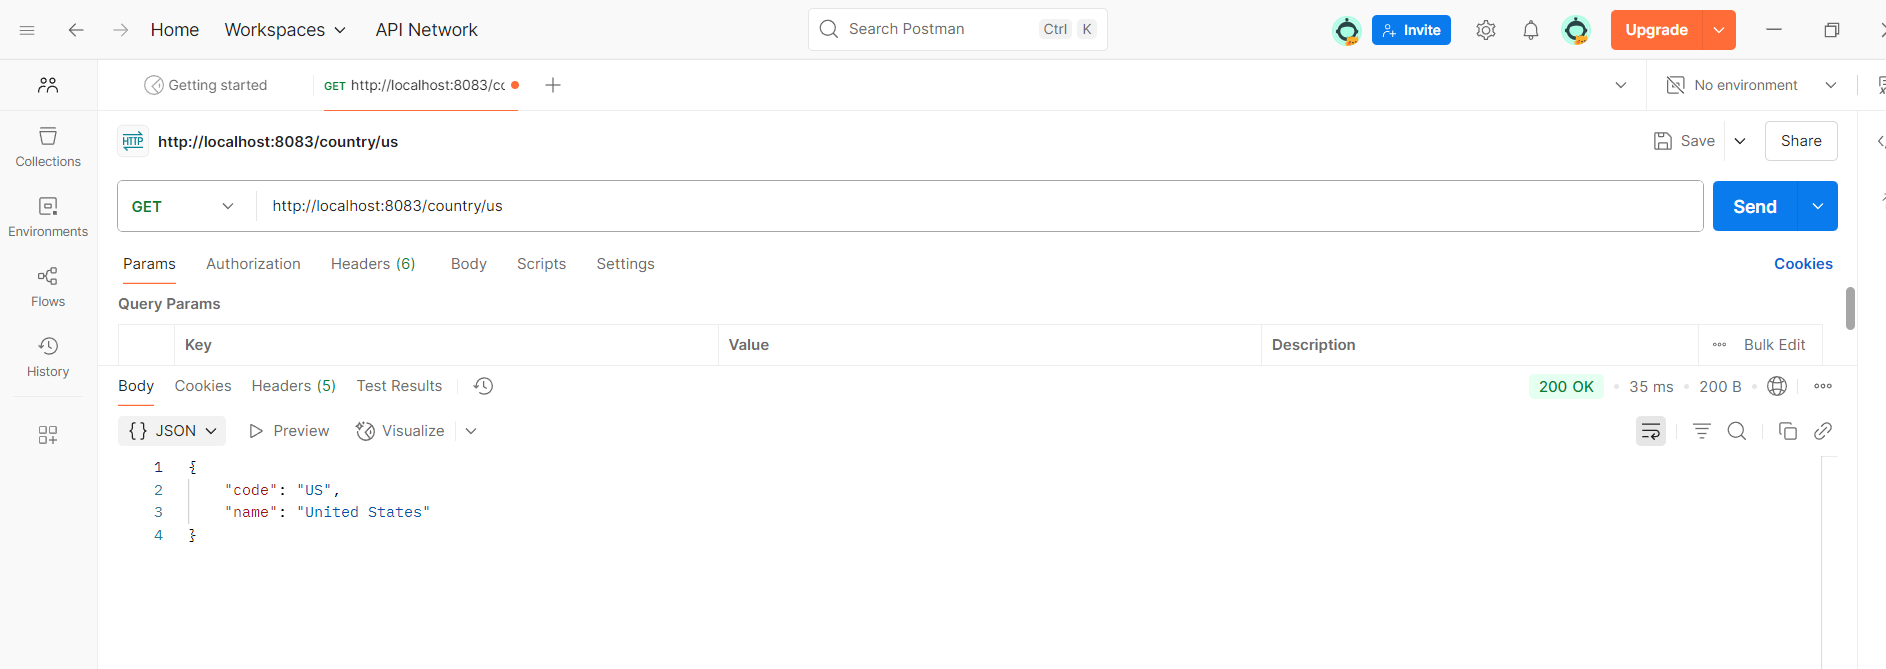 Home Workspaces API Network Search Postman Ctrl K Invite Upgrade
Getting started GET http://localhost:8083/cc No environment
HTTP http://localhost:8083/country/us Save Share
Collections
GET http://localhost:8083/country/us Send
Environments
Params Authorization Headers (6) Body Scripts Settings Cookies
Flows
Query Params
Key Value Description Bulk Edit
History
Body Cookies Headers (5) Test Results 200 OK 35 ms 200 B
{} JSON Preview Visualize
1 {
2 "code": "US",
3 "name": "United States"
4 }